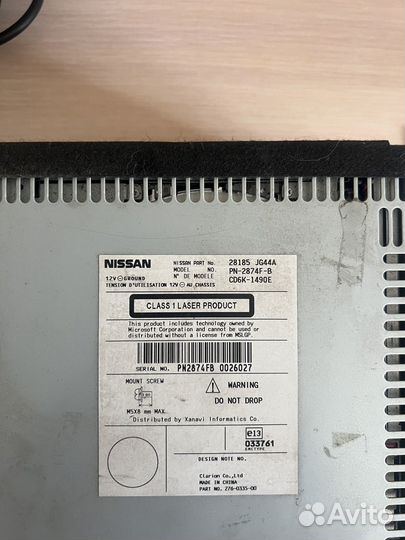 NISSAN
NISSAN PART No. 28185 JG44A
MODEL NO. PN-2874F-B
N° DE MODELE CD6K-1490E
12V ⊖ GROUND
TENSION D'UTILISATION 12V ⊖ AU CHASSIS
CLASS 1 LASER PRODUCT
This product includes technology owned by
Microsoft Corporation and cannot be used or
distributed without a license from MSLGP.
SERIAL NO. PN2874FB 0026027
MOUNT SCREW
M5X8 mm MAX.
WARNING
DO NOT DROP
Distributed by Xanavi Informatics Co.
e13
033761
EMCTYPE
DESIGN NOTE NO.
Clarion Co.,Ltd
MADE IN CHINA
PART NO. 276-0335-00
Avito